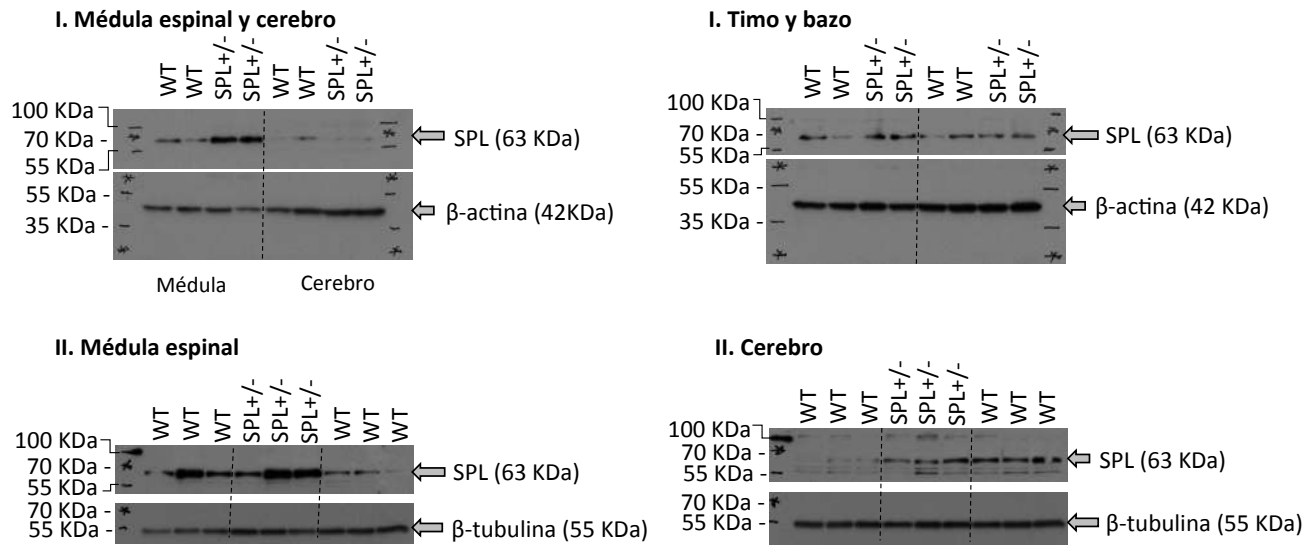 I. Médula espinal y cerebro
WT WT SPL+/- SPL+/- WT WT SPL+/- SPL+/-
100 KDa
70 KDa -
55 KDa
SPL (63 KDa)
55 KDa -
35 KDa -
β-actina (42KDa)
Médula Cerebro
I. Timo y bazo
WT WT SPL+/- SPL+/- WT WT SPL+/- SPL+/-
100 KDa
70 KDa -
55 KDa
SPL (63 KDa)
55 KDa -
35 KDa -
β-actina (42 KDa)
II. Médula espinal
WT WT WT SPL+/- SPL+/- SPL+/- WT WT WT
100 KDa
70 KDa -
55 KDa
SPL (63 KDa)
70 KDa -
55 KDa -
β-tubulina (55 KDa)
II. Cerebro
WT WT WT SPL+/- SPL+/- SPL+/- WT WT WT
100 KDa
70 KDa -
55 KDa
SPL (63 KDa)
70 KDa -
55 KDa -
β-tubulina (55 KDa)